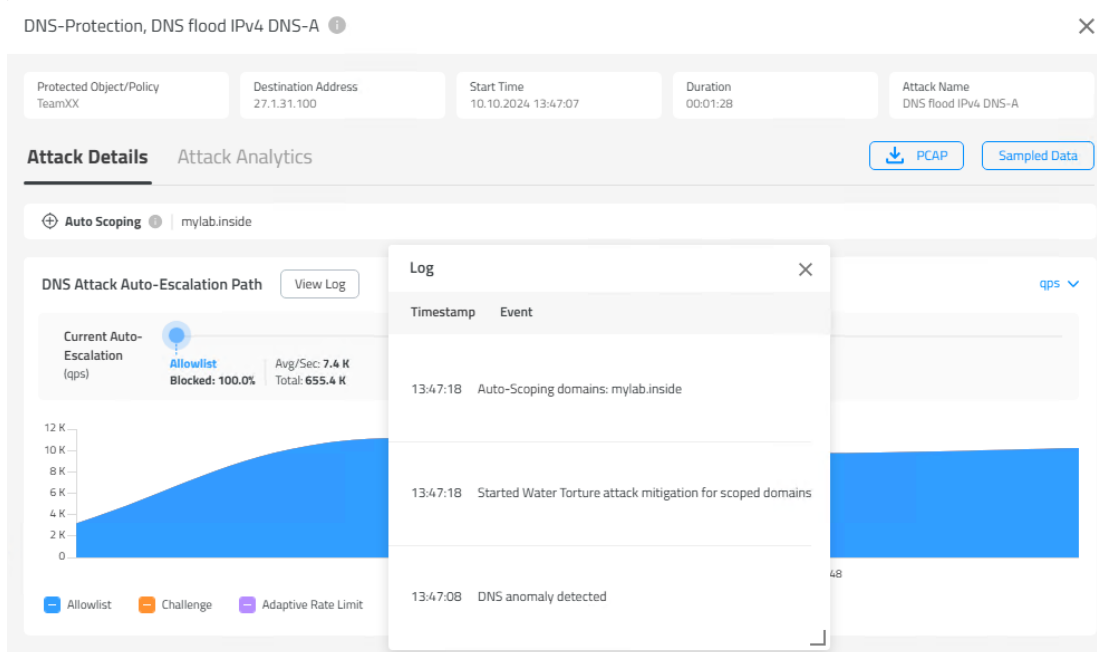 DNS-Protection, DNS flood IPv4 DNS-A
Protected Object/Policy
TeamXX
Destination Address
27.1.31.100
Start Time
10.10.2024 13:47:07
Duration
00:01:28
Attack Name
DNS flood IPv4 DNS-A
Attack Details
Attack Analytics
PCAP
Sampled Data
Auto Scoping
mylab.inside
DNS Attack Auto-Escalation Path
View Log
qps
Current Auto-
Escalation
(qps)
Allowlist
Blocked: 100.0%
Avg/Sec: 7.4 K
Total: 655.4 K
12 K
10 K
8 K
6 K
4 K
2 K
0
48
Allowlist
Challenge
Adaptive Rate Limit
Log
Timestamp Event
13:47:18 Auto-Scoping domains: mylab.inside
13:47:18 Started Water Torture attack mitigation for scoped domains
13:47:08 DNS anomaly detected